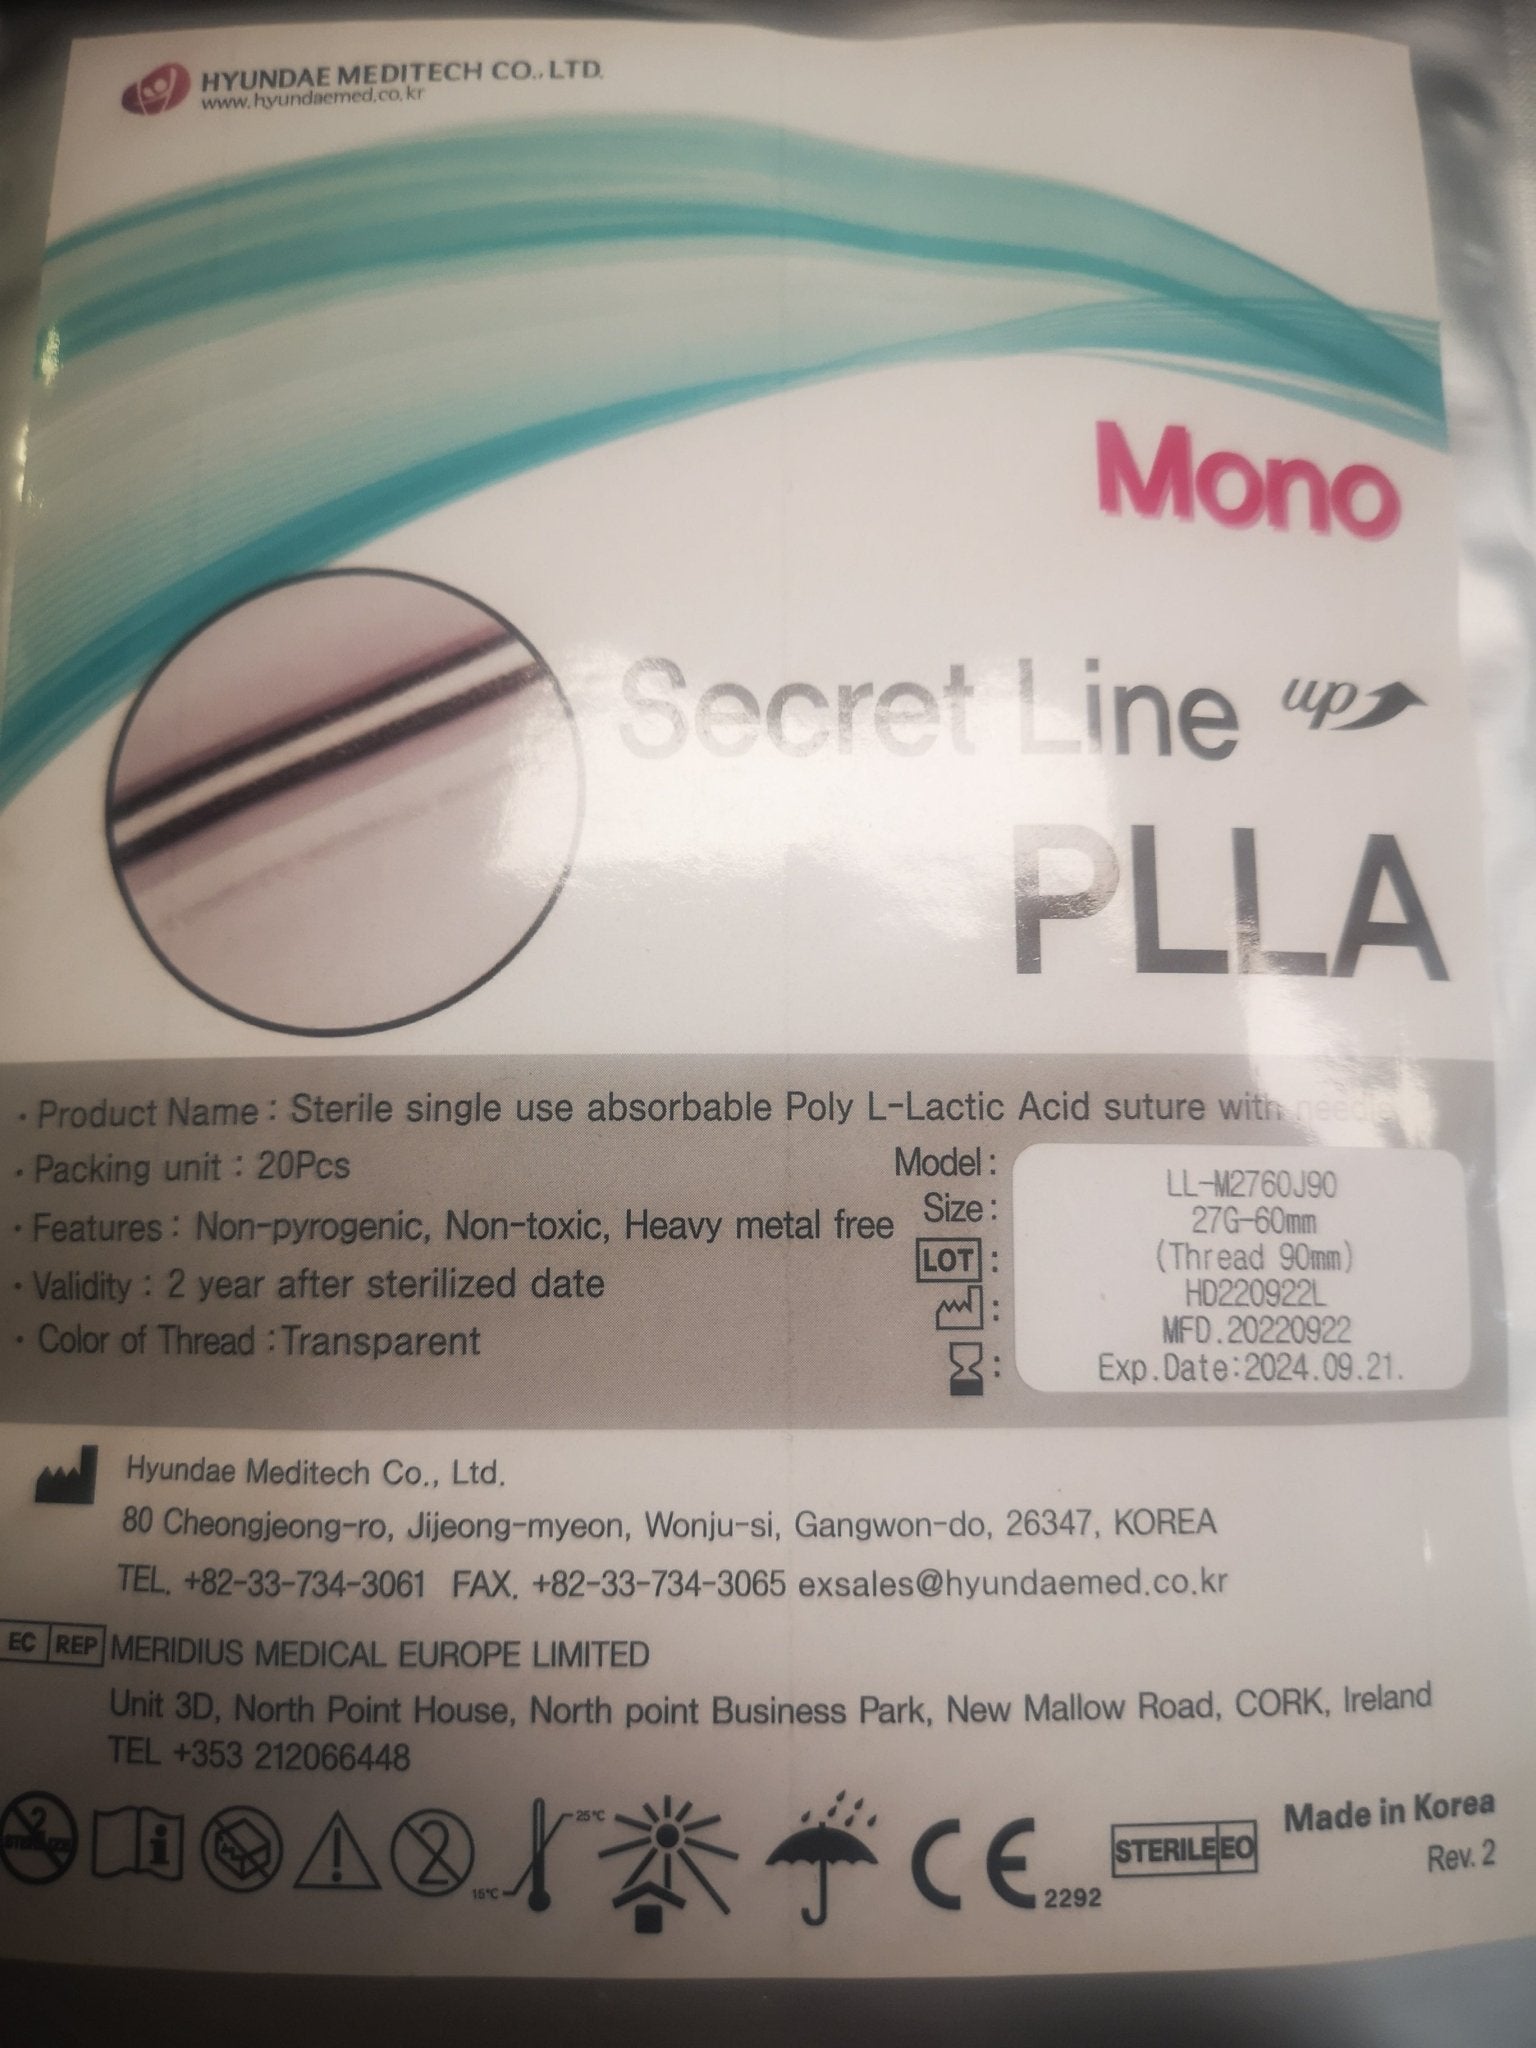 HYUNDAE MEDITECH CO., LTD.
www.hyundaemed.co.kr
Mono
Secret Line up
PLLA
· Product Name : Sterile single use absorbable Poly L-Lactic Acid suture with needle
· Packing unit : 20Pcs
· Features : Non-pyrogenic, Non-toxic, Heavy metal free
· Validity : 2 year after sterilized date
· Color of Thread : Transparent
Model : LL-M2760J90
Size : 27G-60mm
(Thread 90mm)
LOT : HD220922L
: MFD.20220922
: Exp.Date:2024.09.21.
Hyundae Meditech Co., Ltd.
80 Cheongjeong-ro, Jijeong-myeon, Wonju-si, Gangwon-do, 26347, KOREA
TEL. +82-33-734-3061 FAX. +82-33-734-3065 exsales@hyundaemed.co.kr
EC REP MERIDIUS MEDICAL EUROPE LIMITED
Unit 3D, North Point House, North point Business Park, New Mallow Road, CORK, Ireland
TEL +353 212066448
2 STERILIZE
i
2
15°C
25°C
CE 2292
STERILE EO
Made in Korea
Rev. 2